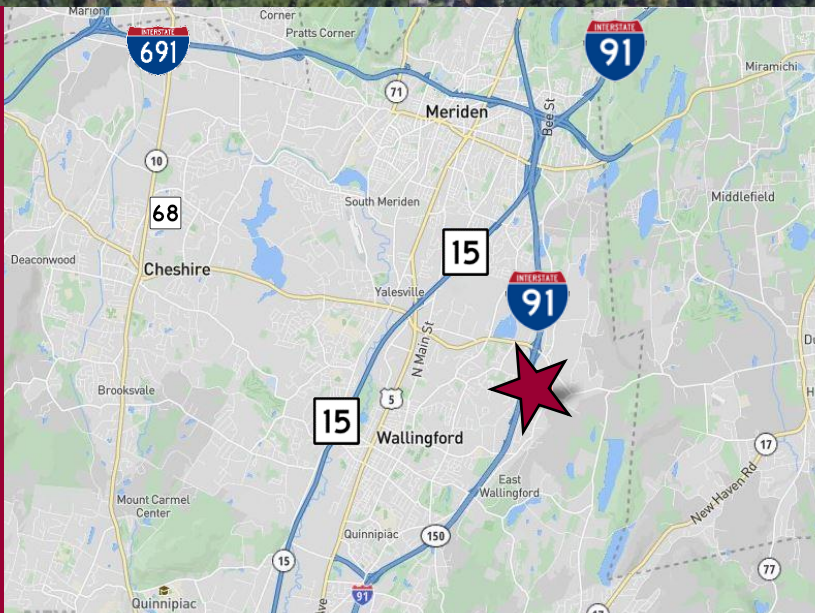 Marion
Corner
Pratts Corner
INTERSTATE
691
INTERSTATE
91
Miramichi
71
Meriden
Bee St
10
Middlefield
68
South Meriden
15
Deaconwood
Cheshire
INTERSTATE
91
Yalesville
N Main St
Brooksvale
5
15
Wallingford
17
East
Wallingford
New Haven Rd
Mount Carmel
Center
Quinnipiac
150
15
77
91
Quinnipiac
17